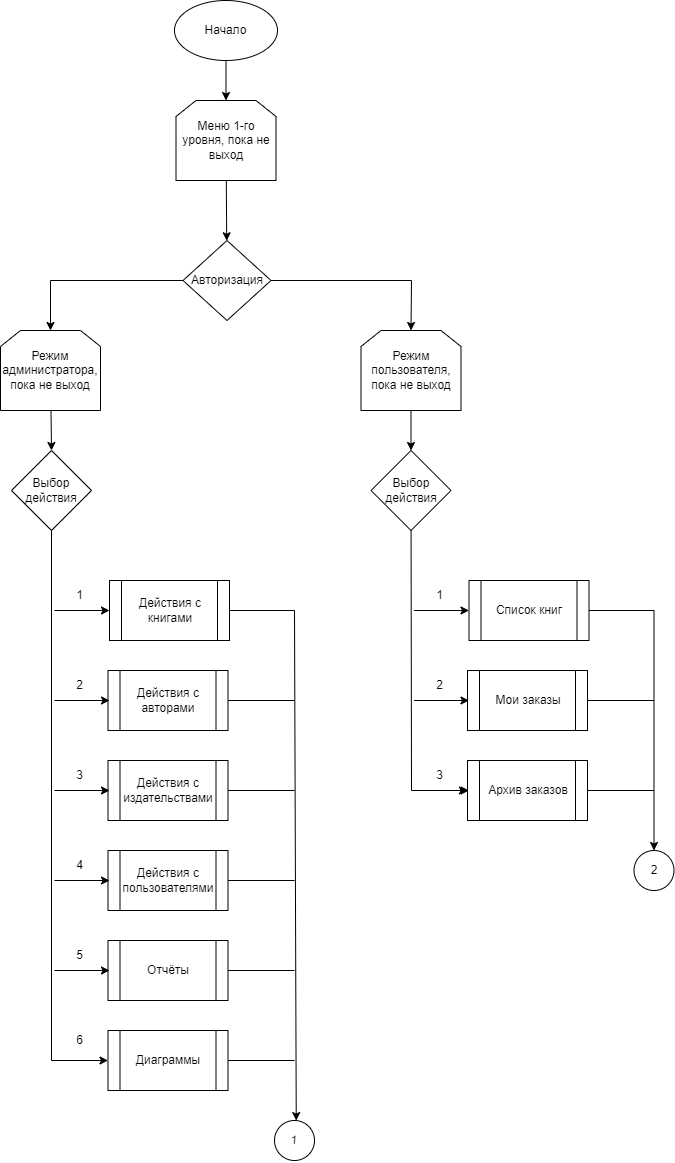 Начало
Меню 1-го
уровня, пока не
выход
Авторизация
Режим
администратора,
пока не выход
Режим
пользователя,
пока не выход
Выбор
действия
Выбор
действия
1
Действия с
книгами
2
Действия с
авторами
3
Действия с
издательствами
4
Действия с
пользователями
5
Отчёты
6
Диаграммы
1
1
Список книг
2
Мои заказы
3
Архив заказов
2